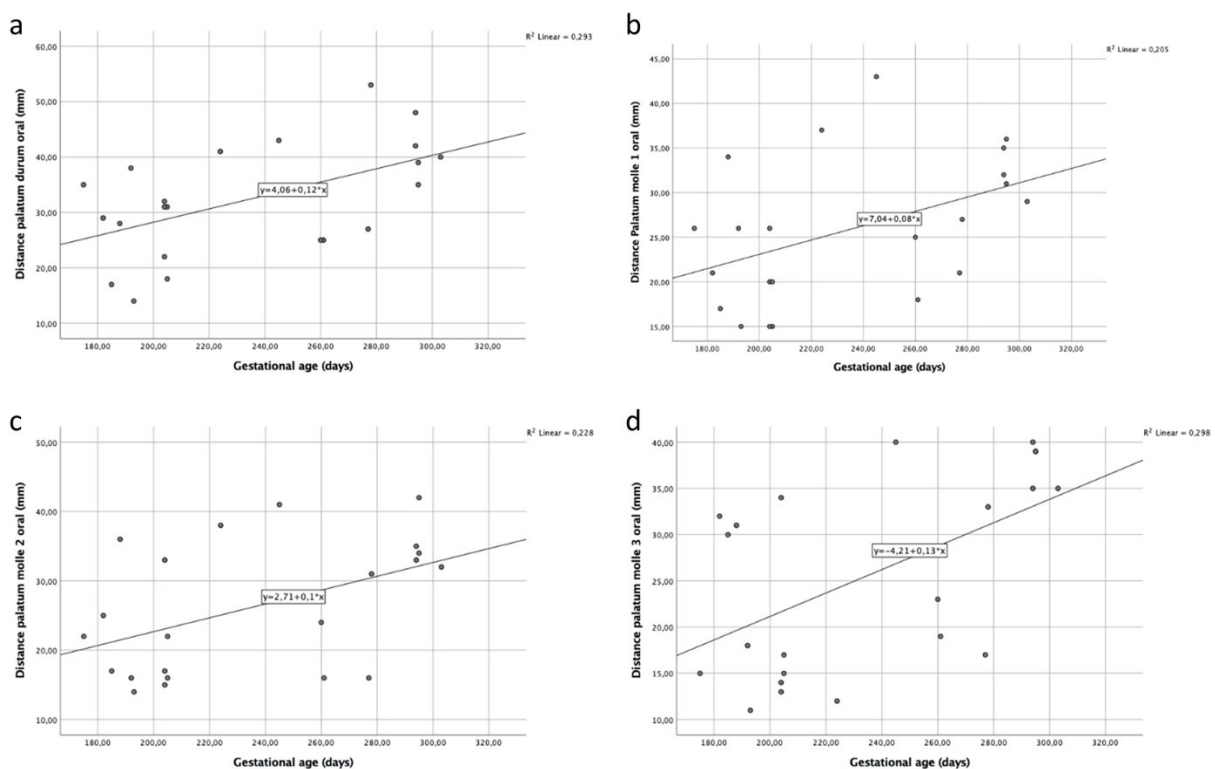 a
R² Linear = 0,293
60,00
50,00
40,00
30,00
20,00
10,00
Distance palatum durum oral (mm)
y=4,06+0,12*x
180,00 200,00 220,00 240,00 260,00 280,00 300,00 320,00
Gestational age (days)
b
R² Linear = 0,205
45,00
40,00
35,00
30,00
25,00
20,00
15,00
Distance Palatum molle 1 oral (mm)
y=7,04+0,08*x
180,00 200,00 220,00 240,00 260,00 280,00 300,00 320,00
Gestational age (days)
c
R² Linear = 0,228
50,00
40,00
30,00
20,00
10,00
Distance palatum molle 2 oral (mm)
y=2,71+0,1*x
180,00 200,00 220,00 240,00 260,00 280,00 300,00 320,00
Gestational age (days)
d
R² Linear = 0,298
40,00
35,00
30,00
25,00
20,00
15,00
10,00
Distance palatum molle 3 oral (mm)
y=-4,21+0,13*x
180,00 200,00 220,00 240,00 260,00 280,00 300,00 320,00
Gestational age (days)